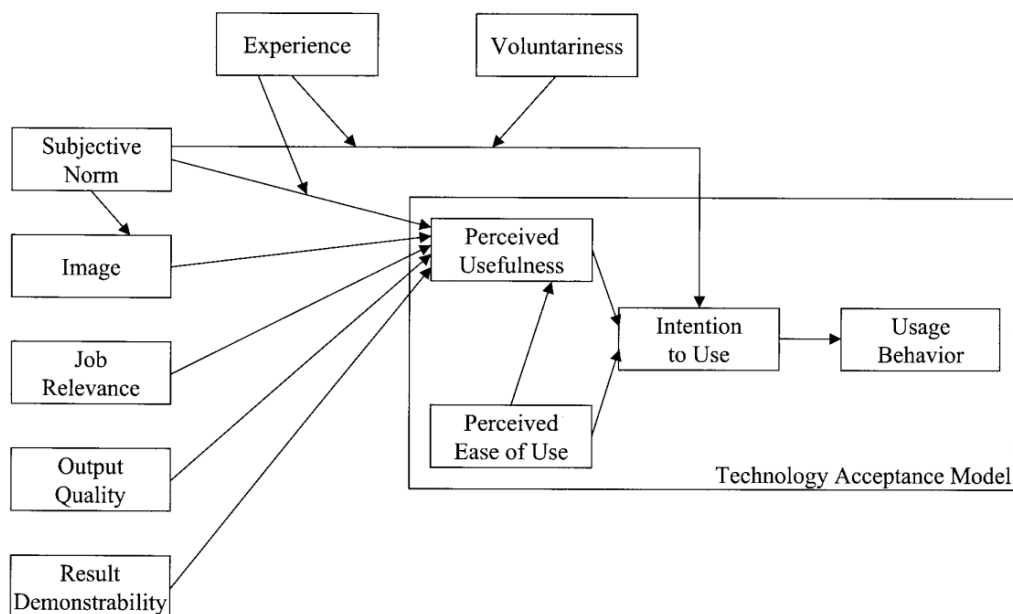 Experience
Voluntariness
Subjective
Norm
Image
Perceived
Usefulness
Job
Relevance
Intention
to Use
Usage
Behavior
Perceived
Ease of Use
Output
Quality
Technology Acceptance Model
Result
Demonstrability